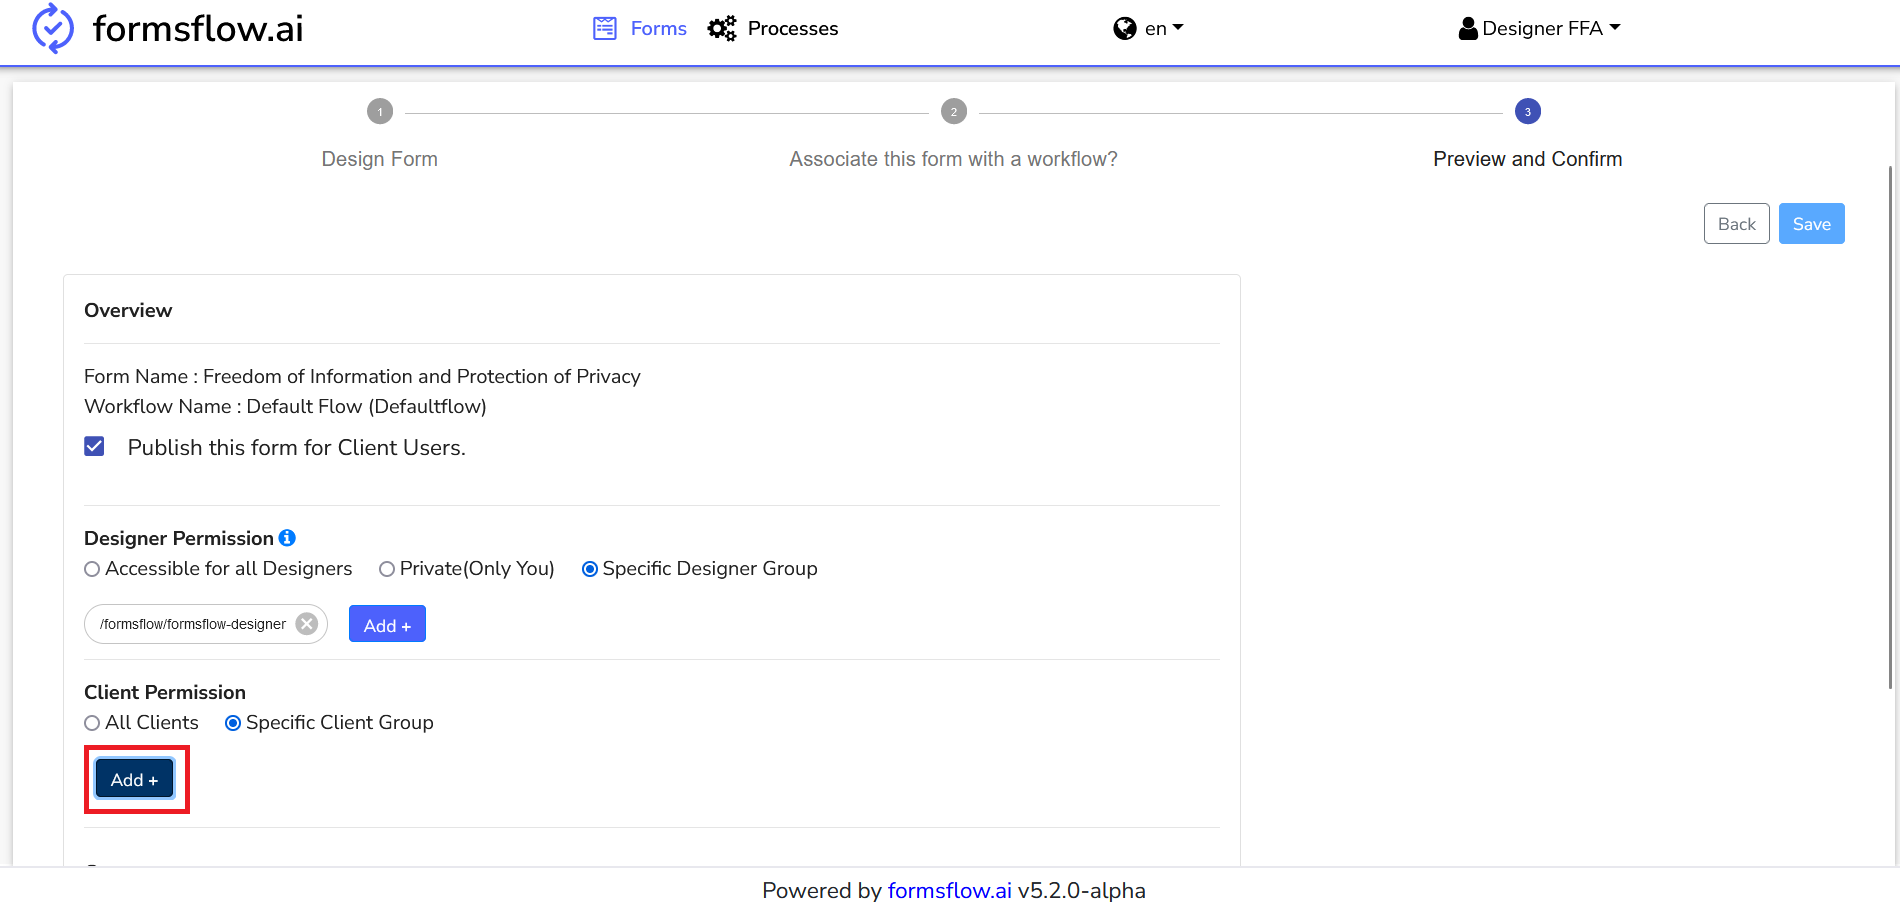 formsflow.ai
Forms
Processes
en
Designer FFA
1
2
3
Design Form
Associate this form with a workflow?
Preview and Confirm
Back
Save
Overview
Form Name : Freedom of Information and Protection of Privacy
Workflow Name : Default Flow (Defaultflow)
Publish this form for Client Users.
Designer Permission
Accessible for all Designers
Private(Only You)
Specific Designer Group
/formsflow/formsflow-designer
Add +
Client Permission
All Clients
Specific Client Group
Add +
Powered by formsflow.ai v5.2.0-alpha